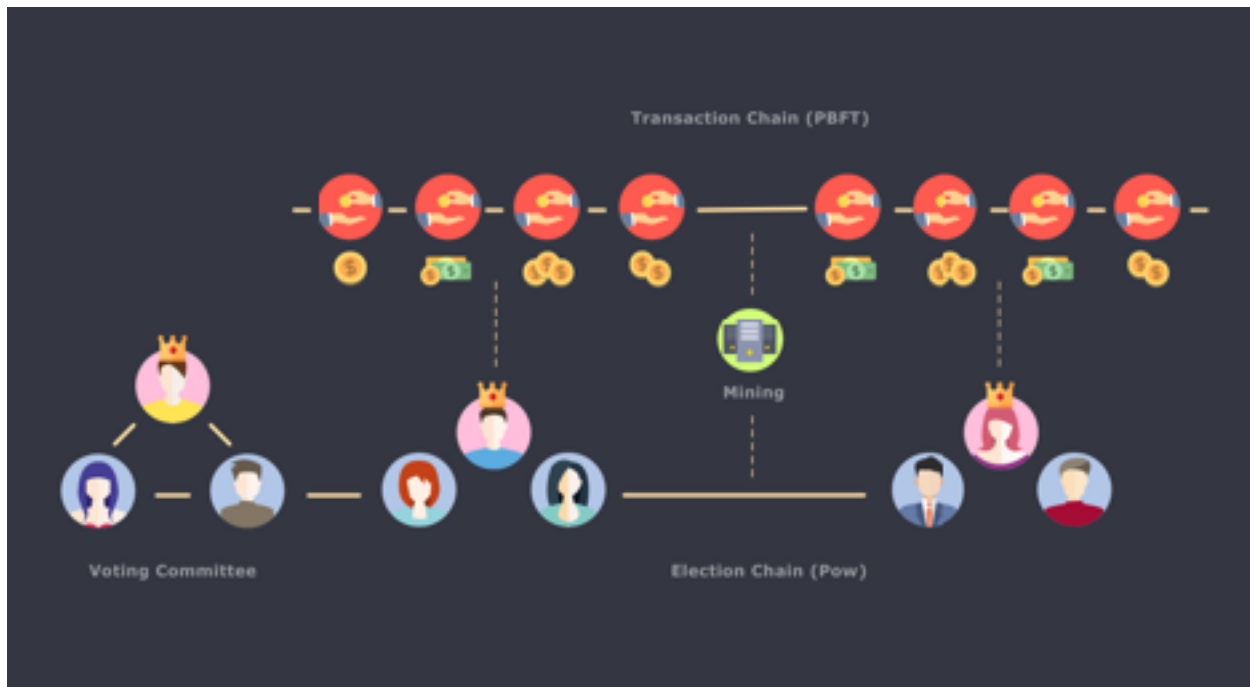 Transaction Chain (PBFT)
Mining
Voting Committee
Election Chain (Pow)